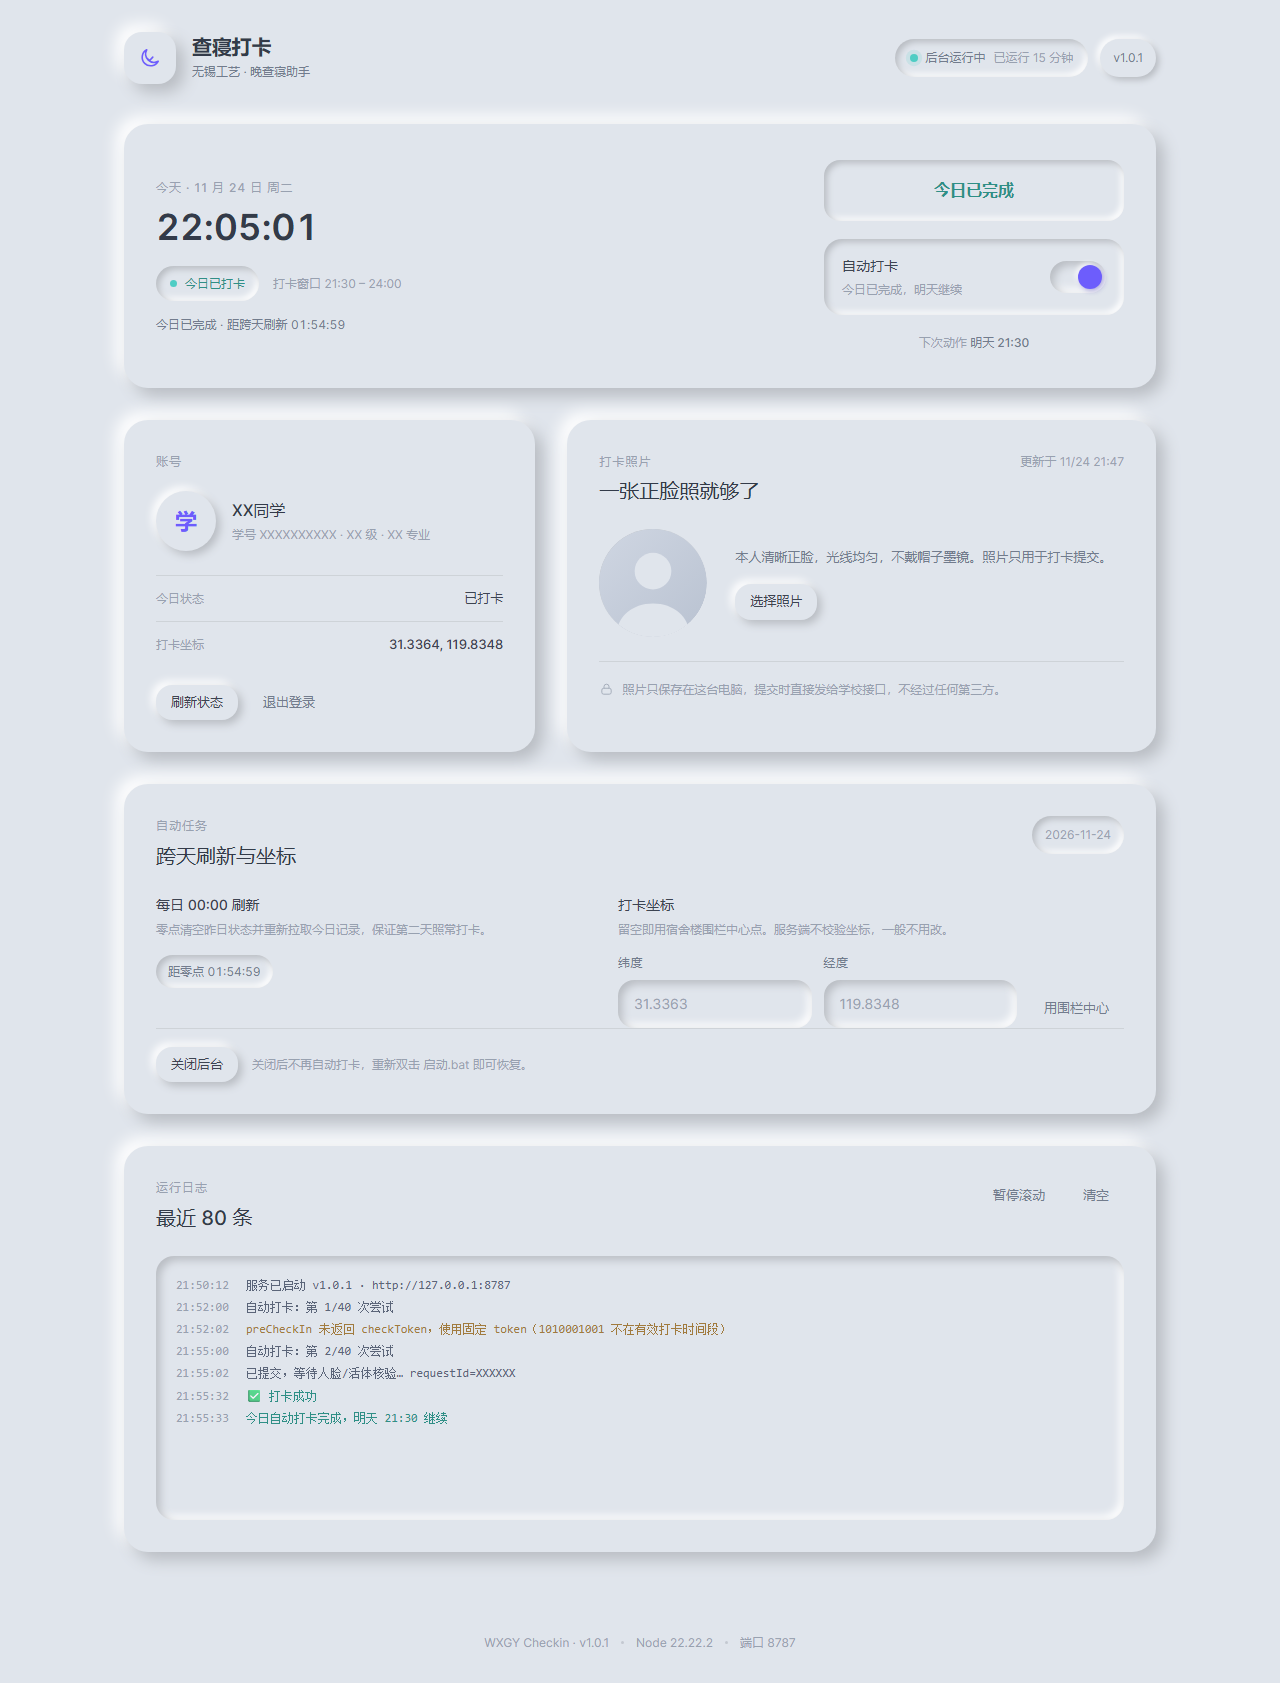 查寝打卡
无锡工艺 · 晚查寝助手
后台运行中 已运行 15 分钟
v1.0.1
今天 · 11 月 24 日 周二
22:05:01
今日已打卡
打卡窗口 21:30 – 24:00
今日已完成 · 距跨天刷新 01:54:59
今日已完成
自动打卡
今日已完成，明天继续
下次动作 明天 21:30
账号
学
XX同学
学号 XXXXXXXXXX · XX 级 · XX 专业
今日状态
已打卡
打卡坐标
31.3364, 119.8348
刷新状态
退出登录
打卡照片
更新于 11/24 21:47
一张正脸照就够了
本人清晰正脸，光线均匀，不戴帽子墨镜。照片只用于打卡提交。
选择照片
照片只保存在这台电脑，提交时直接发给学校接口，不经过任何第三方。
自动任务
跨天刷新与坐标
2026-11-24
每日 00:00 刷新
零点清空昨日状态并重新拉取今日记录，保证第二天照常打卡。
距零点 01:54:59
打卡坐标
留空即用宿舍楼围栏中心点。服务端不校验坐标，一般不用改。
纬度
经度
31.3363
119.8348
用围栏中心
关闭后台
关闭后不再自动打卡，重新双击 启动.bat 即可恢复。
运行日志
最近 80 条
暂停滚动
清空
21:50:12 服务已启动 v1.0.1 · http://127.0.0.1:8787
21:52:00 自动打卡：第 1/40 次尝试
21:52:02 preCheckIn 未返回 checkToken，使用固定 token（1010001001 不在有效打卡时间段）
21:55:00 自动打卡：第 2/40 次尝试
21:55:02 已提交，等待人脸/活体核验… requestId=XXXXXX
21:55:32 ✅ 打卡成功
21:55:33 今日自动打卡完成，明天 21:30 继续
WXGY Checkin · v1.0.1 • Node 22.22.2 • 端口 8787